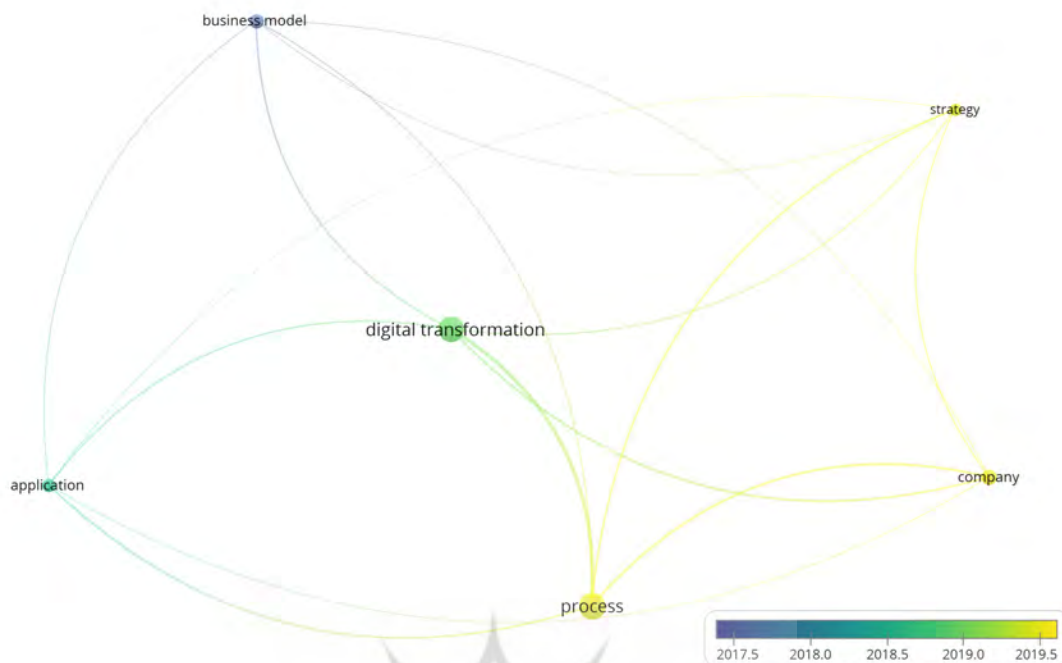 business model
strategy
digital transformation
application
company
process
2017.5 2018.0 2018.5 2019.0 2019.5